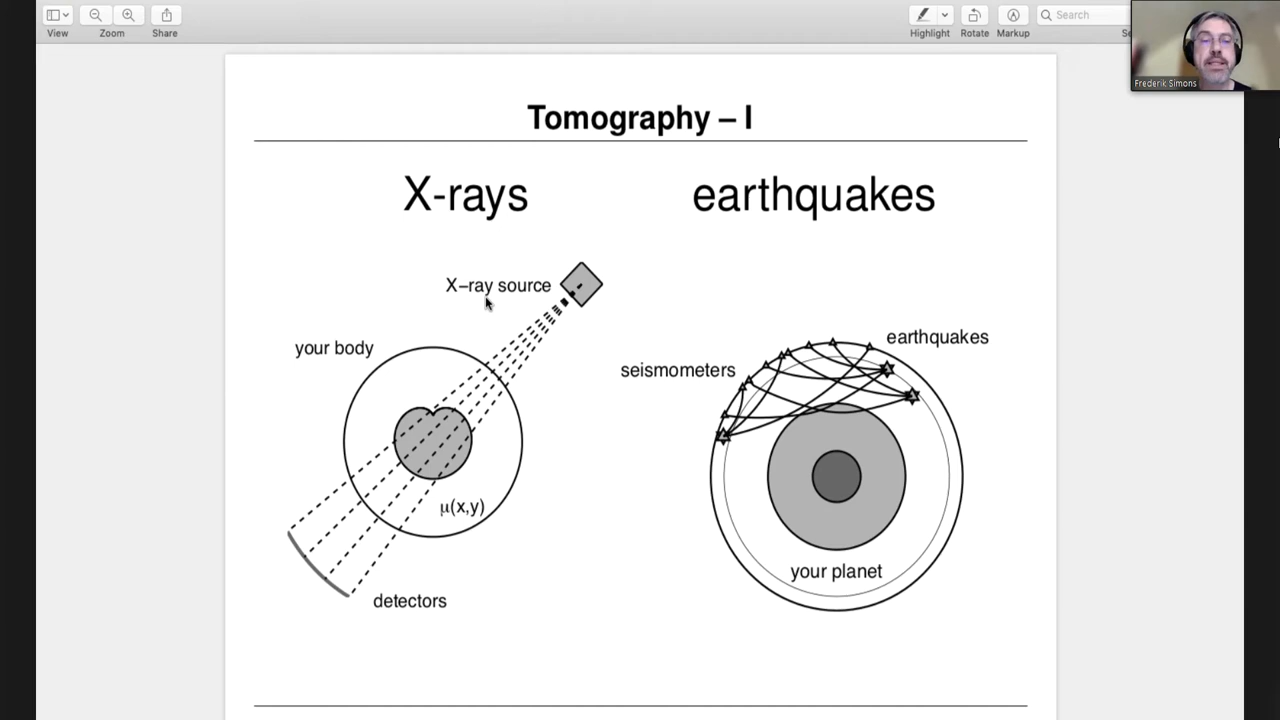 View
Zoom
Share
Highlight
Rotate
Markup
Search
Frederik Simons
Tomography – I
X-rays
earthquakes
X–ray source
your body
μ(x,y)
detectors
earthquakes
seismometers
your planet